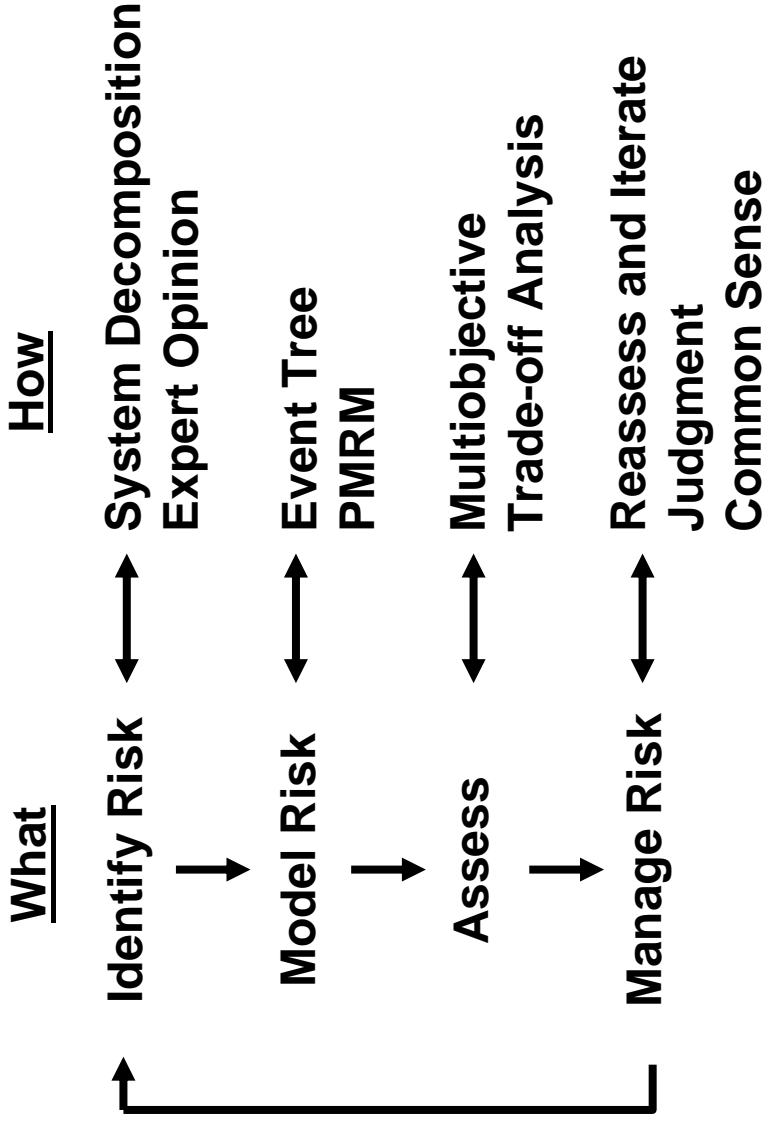 What
How
Identify Risk
System Decomposition
Expert Opinion
Model Risk
Event Tree
PMRM
Assess
Multiobjective
Trade-off Analysis
Manage Risk
Reassess and Iterate
Judgment
Common Sense